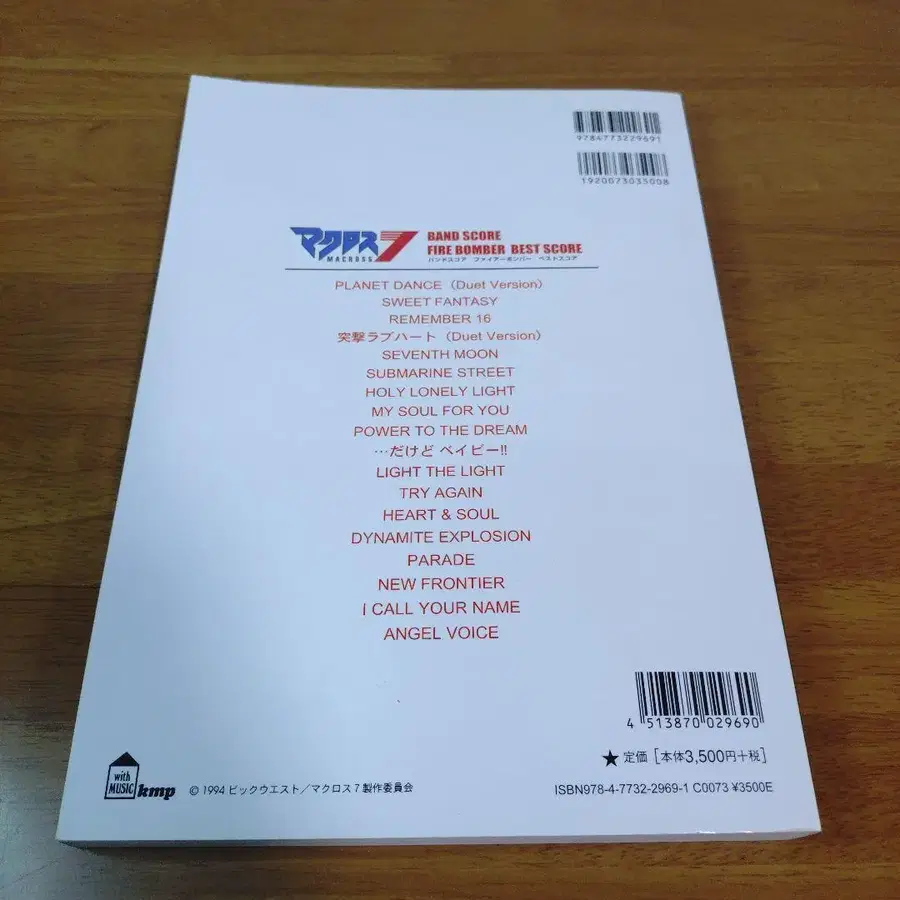 9784773229691
1920073035008
マクロス7
MACROSS
BAND SCORE
FIRE BOMBER BEST SCORE
バンドスコア ファイアーボンバー ベストスコア
PLANET DANCE（Duet Version）
SWEET FANTASY
REMEMBER 16
突撃ラブハート（Duet Version）
SEVENTH MOON
SUBMARINE STREET
HOLY LONELY LIGHT
MY SOUL FOR YOU
POWER TO THE DREAM
…だけど ベイビー!!
LIGHT THE LIGHT
TRY AGAIN
HEART & SOUL
DYNAMITE EXPLOSION
PARADE
NEW FRONTIER
I CALL YOUR NAME
ANGEL VOICE
4 513870 029690
★ 定価［本体3,500円+税］
with MUSIC kmp
© 1994 ビックウエスト／マクロス7製作委員会
ISBN978-4-7732-2969-1 C0073 ¥3500E